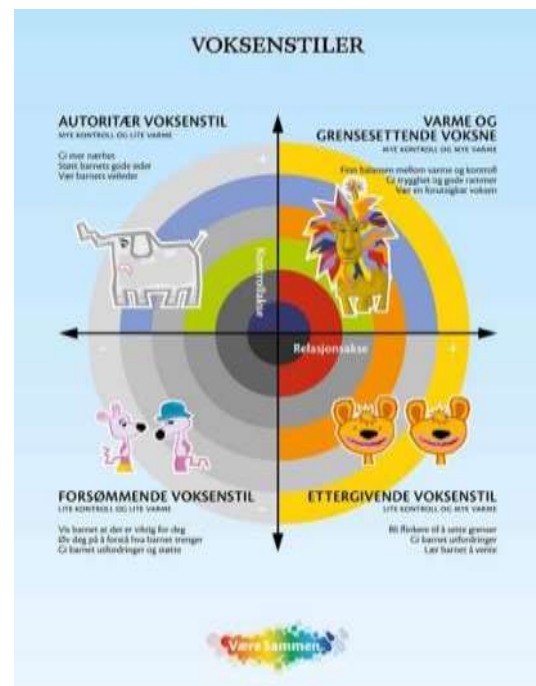 VOKSENSTILER
AUTORITÆR VOKSENSTIL
MYE KONTROLL OG LITE VARME
Gi mer nærhet
Støtt barnets gode sider
Vær barnets veileder
VARME OG
GRENSESETTENDE VOKSNE
MYE KONTROLL OG MYE VARME
Finn balansen mellom varme og kontroll
Gi trygghet og gode rammer
Vær en forutsigbar voksen
+
Kontrollakse
Relasjonsakse
-
+
FORSØMMENDE VOKSENSTIL
LITE KONTROLL OG LITE VARME
Vis barnet at det er viktig for deg
Øv deg på å forstå hva barnet trenger
Gi barnet utfordringer og støtte
-
ETTERGIVENDE VOKSENSTIL
LITE KONTROLL OG MYE VARME
Bli flinkere til å sette grenser
Gi barnet utfordringer
Lær barnet å vente
Være Sammen